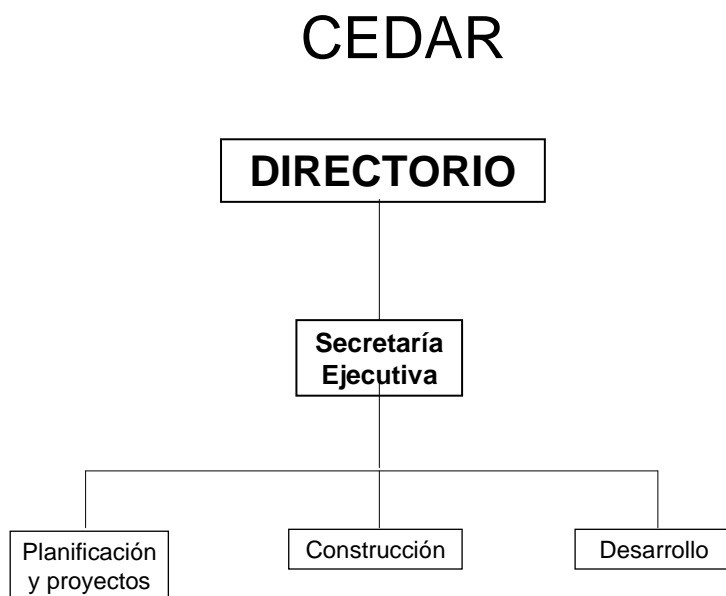 CEDAR
DIRECTORIO
Secretaría
Ejecutiva
Planificación
y proyectos
Construcción
Desarrollo